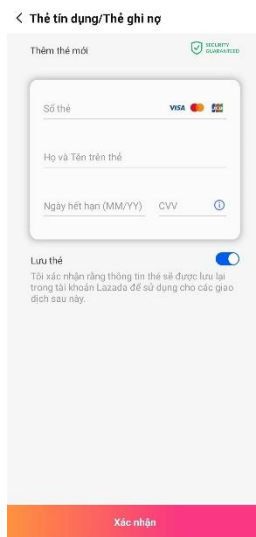 Thẻ tín dụng/Thẻ ghi nợ
Thêm thẻ mới
SECURITY
GUARANTEED
Số thẻ
VISA
JCB
Họ và Tên trên thẻ
Ngày hết hạn (MM/YY)
CVV
Lưu thẻ
Tôi xác nhận rằng thông tin thẻ sẽ được lưu lại
trong tài khoản Lazada để sử dụng cho các giao
dịch sau này.
Xác nhận